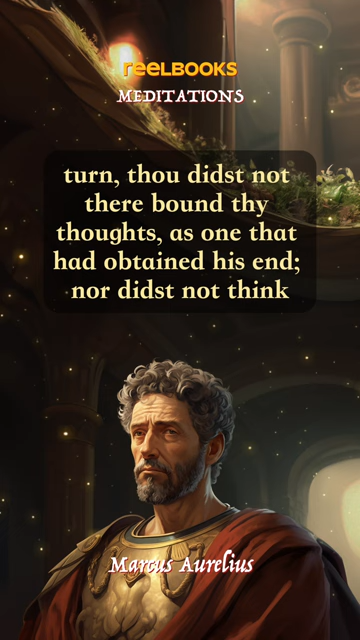 reelBOOKS
MEDITATIONS
turn, thou didst not
there bound thy
thoughts, as one that
had obtained his end;
nor didst not think
Marcus Aurelius